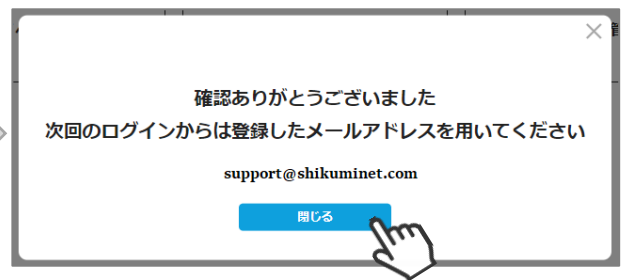 確認ありがとうございました
次回のログインからは登録したメールアドレスを用いてください
support@shikuminet.com
閉じる